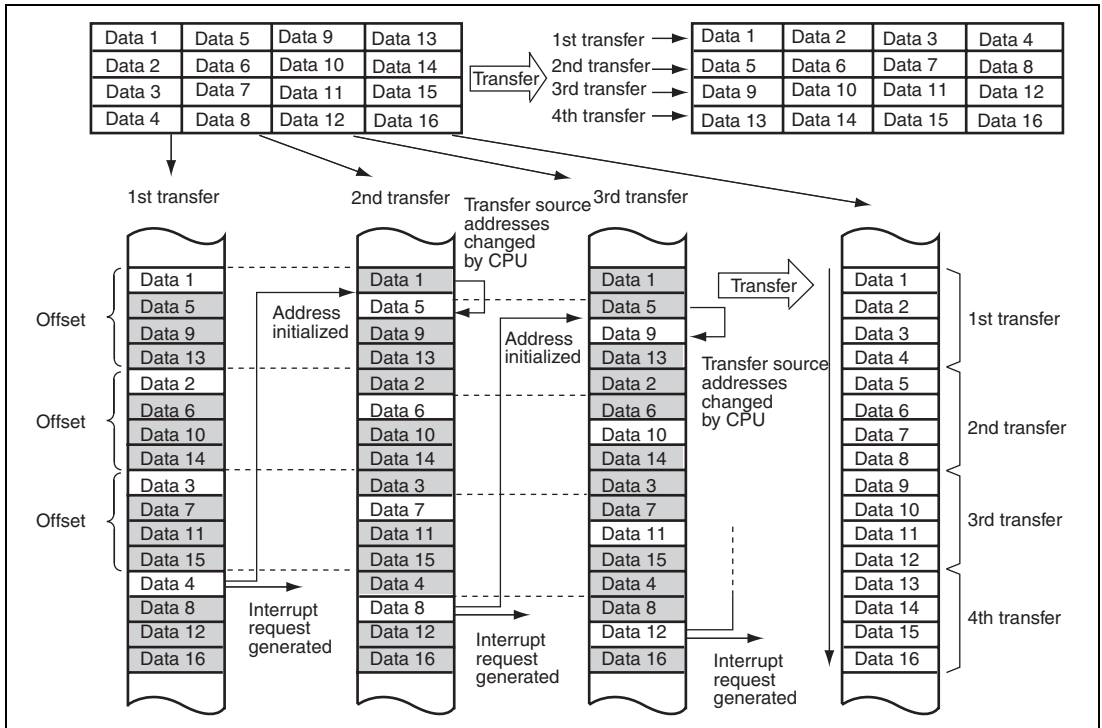 Data 1 Data 5 Data 9 Data 13
Data 2 Data 6 Data 10 Data 14
Data 3 Data 7 Data 11 Data 15
Data 4 Data 8 Data 12 Data 16
Transfer
1st transfer Data 1 Data 2 Data 3 Data 4
2nd transfer Data 5 Data 6 Data 7 Data 8
3rd transfer Data 9 Data 10 Data 11 Data 12
4th transfer Data 13 Data 14 Data 15 Data 16
1st transfer
Offset
Offset
Offset
Data 1
Data 5
Data 9
Data 13
Data 2
Data 6
Data 10
Data 14
Data 3
Data 7
Data 11
Data 15
Data 4
Data 8
Data 12
Data 16
Address
initialized
Interrupt
request
generated
2nd transfer
Transfer source
addresses
changed
by CPU
Data 1
Data 5
Data 9
Data 13
Data 2
Data 6
Data 10
Data 14
Data 3
Data 7
Data 11
Data 15
Data 4
Data 8
Data 12
Data 16
Address
initialized
Interrupt
request
generated
3rd transfer
Data 1
Data 5
Data 9
Data 13
Data 2
Data 6
Data 10
Data 14
Data 3
Data 7
Data 11
Data 15
Data 4
Data 8
Data 12
Data 16
Transfer
Transfer source
addresses
changed
by CPU
Interrupt
request
generated
Data 1
Data 2
Data 3
Data 4
Data 5
Data 6
Data 7
Data 8
Data 9
Data 10
Data 11
Data 12
Data 13
Data 14
Data 15
Data 16
1st transfer
2nd transfer
3rd transfer
4th transfer